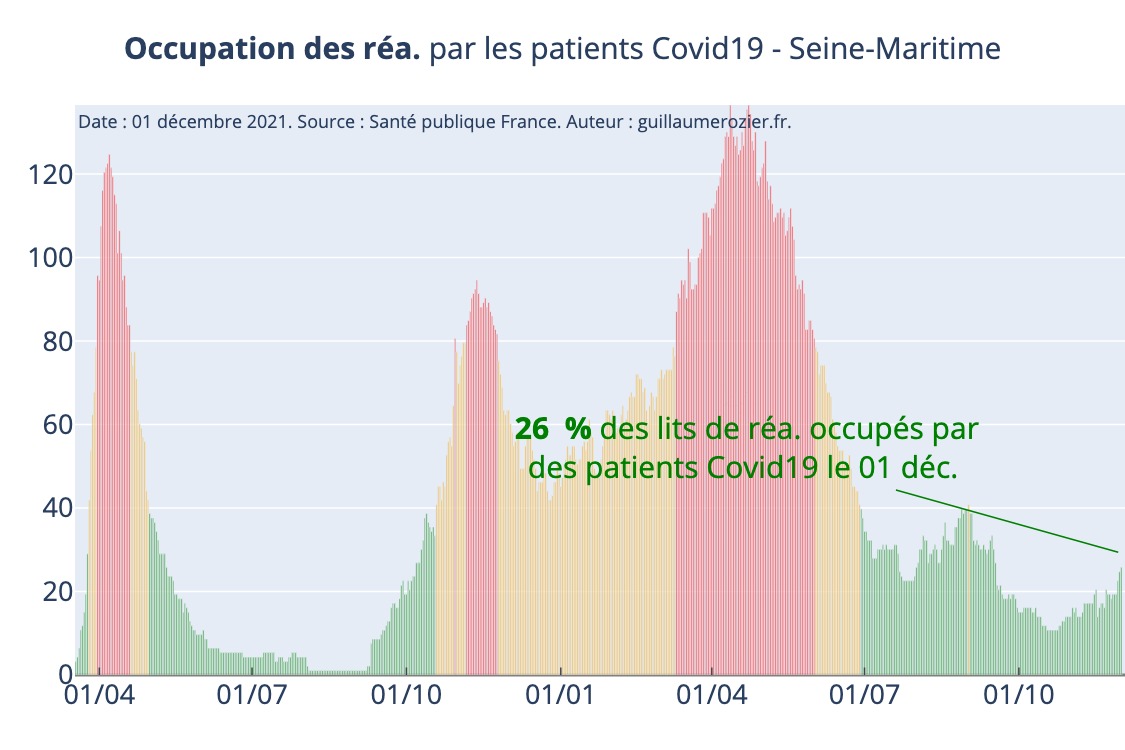 Occupation des réa. par les patients Covid19 - Seine-Maritime
Date : 01 décembre 2021. Source : Santé publique France. Auteur : guillaumerozier.fr.
120
100
80
60
40
20
0
26 % des lits de réa. occupés par
des patients Covid19 le 01 déc.
01/04 01/07 01/10 01/01 01/04 01/07 01/10